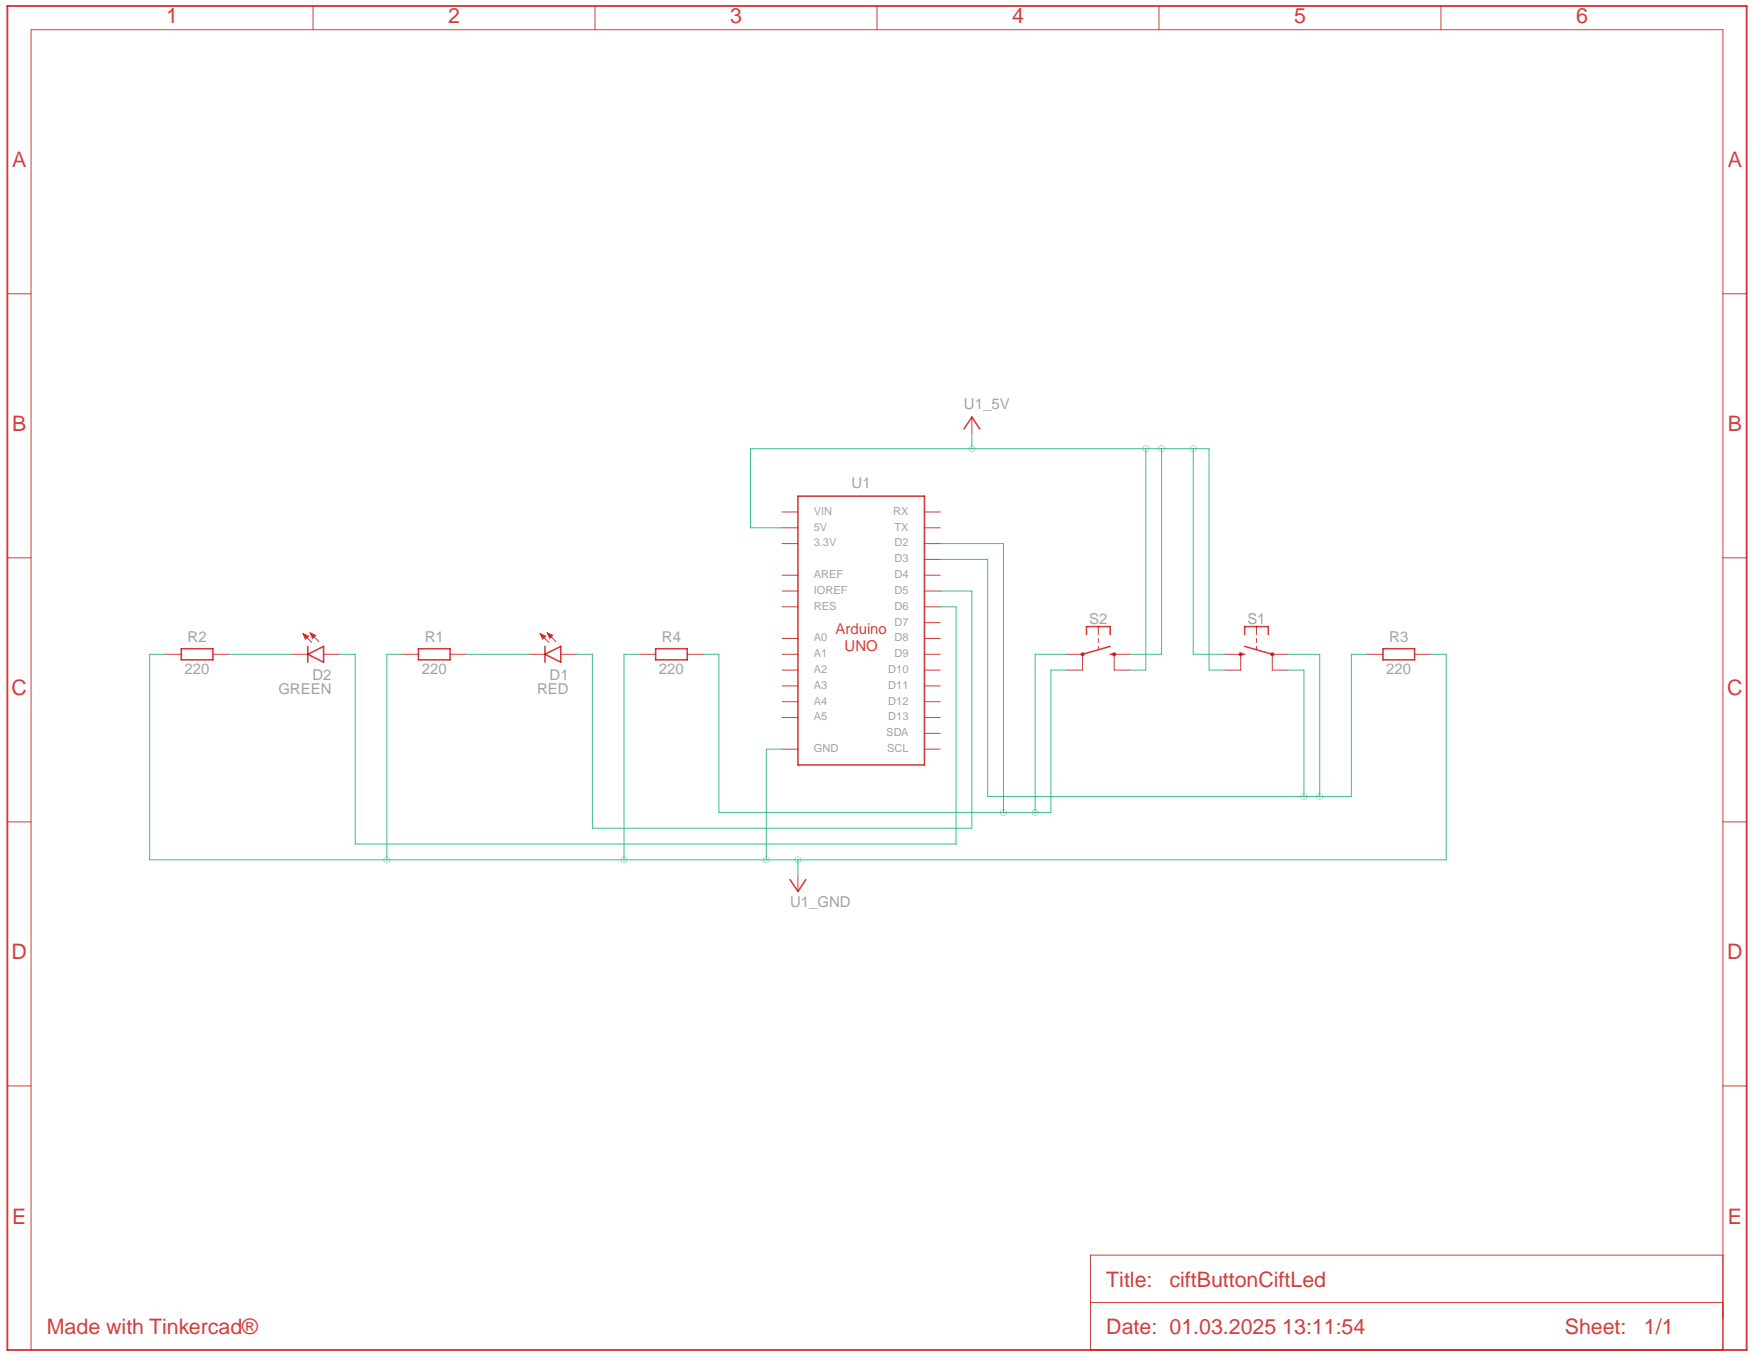 1 2 3 4 5 6
A A
B B
C C
D D
E E
U1_5V
U1
VIN RX
5V TX
3.3V D2
D3
AREF D4
IOREF D5
RES D6
D7
Arduino
UNO
A0 D8
A1 D9
A2 D10
A3 D11
A4 D12
A5 D13
SDA
GND SCL
R2
220
D2
GREEN
R1
220
D1
RED
R4
220
S2
S1
R3
220
U1_GND
Title: ciftButtonCiftLed
Date: 01.03.2025 13:11:54 Sheet: 1/1
Made with Tinkercad®